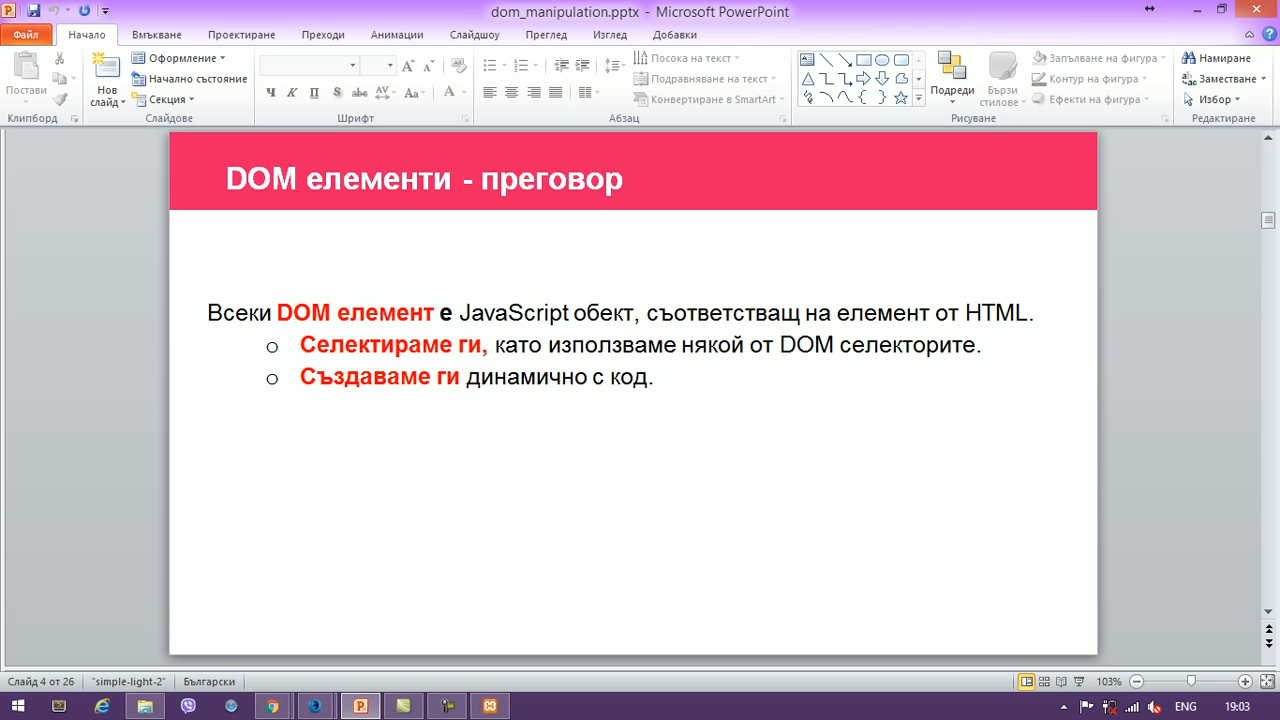 dom_manipulation.pptx - Microsoft PowerPoint
Файл Начало Вмъкване Проектиране Преходи Анимации Слайдшоу Преглед Изглед Добавки
Постави
Клипборд
Нов слайд
Оформление
Начално състояние
Секция
Слайдове
Ч К П S abc AV Aa A
Шрифт
Посока на текст
Подравняване на текст
Конвертиране в SmartArt
Абзац
Подреди
Бързи стилове
Запълване на фигура
Контур на фигура
Ефекти на фигура
Рисуване
Намиране
Заместване
Избор
Редактиране
DOM елементи - преговор
Всеки DOM елемент е JavaScript обект, съответстващ на елемент от HTML.
o Селектираме ги, като използваме някой от DOM селекторите.
o Създаваме ги динамично с код.
Слайд 4 от 26 "simple-light-2" Български 103%
ENG 19:03